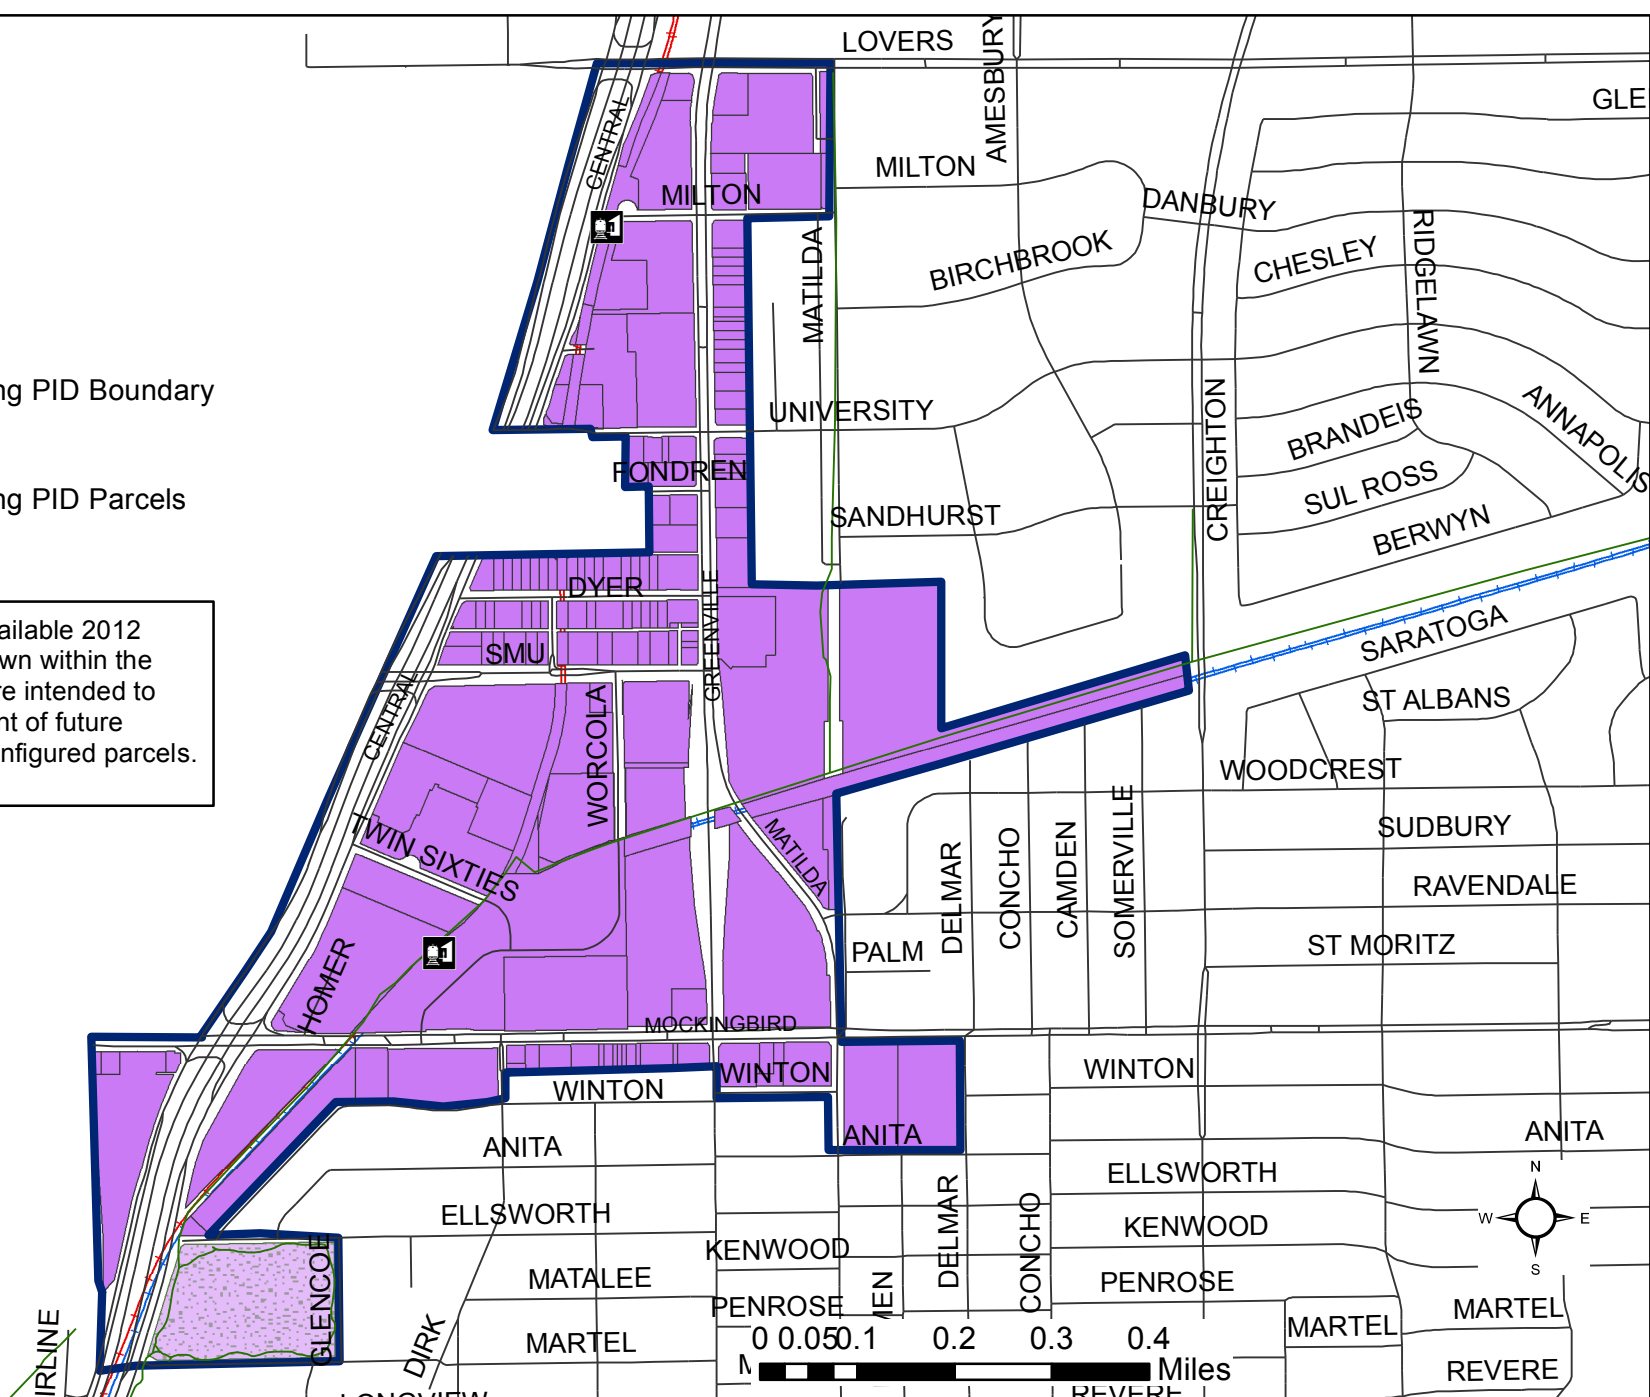 LOVERS
AMESBURY
GLE
CENTRAL
MILTON
MILTON
DANBURY
MATILDA
BIRCHBROOK
CHESLEY
RIDGELAWN
ng PID Boundary
UNIVERSITY
CREIGHTON
BRANDEIS
ANNAPOLIS
FONDREN
SUL ROSS
ng PID Parcels
SANDHURST
BERWYN
DYER
GREENVILLE
ailable 2012
wn within the
re intended to
nt of future
nfigured parcels.
SMU
SARATOGA
CENTRAL
WORCOLA
ST ALBANS
WOODCREST
TWIN SIXTIES
MATILDA
DELMAR
CONCHO
CAMDEN
SOMERVILLE
SUDBURY
RAVENDALE
HOMER
PALM
ST MORITZ
MOCKINGBIRD
WINTON
WINTON
WINTON
ANITA
ANITA
ANITA
ELLSWORTH
N
W
E
S
ELLSWORTH
DELMAR
CONCHO
KENWOOD
KENWOOD
GLENCOE
MATALEE
PENROSE
PENROSE
MARTEL
IRLINE
DIRK
MARTEL
MARTEL
0 0.05 0.1 0.2 0.3 0.4
Miles
REVERE
LONGVIEW
REVERE